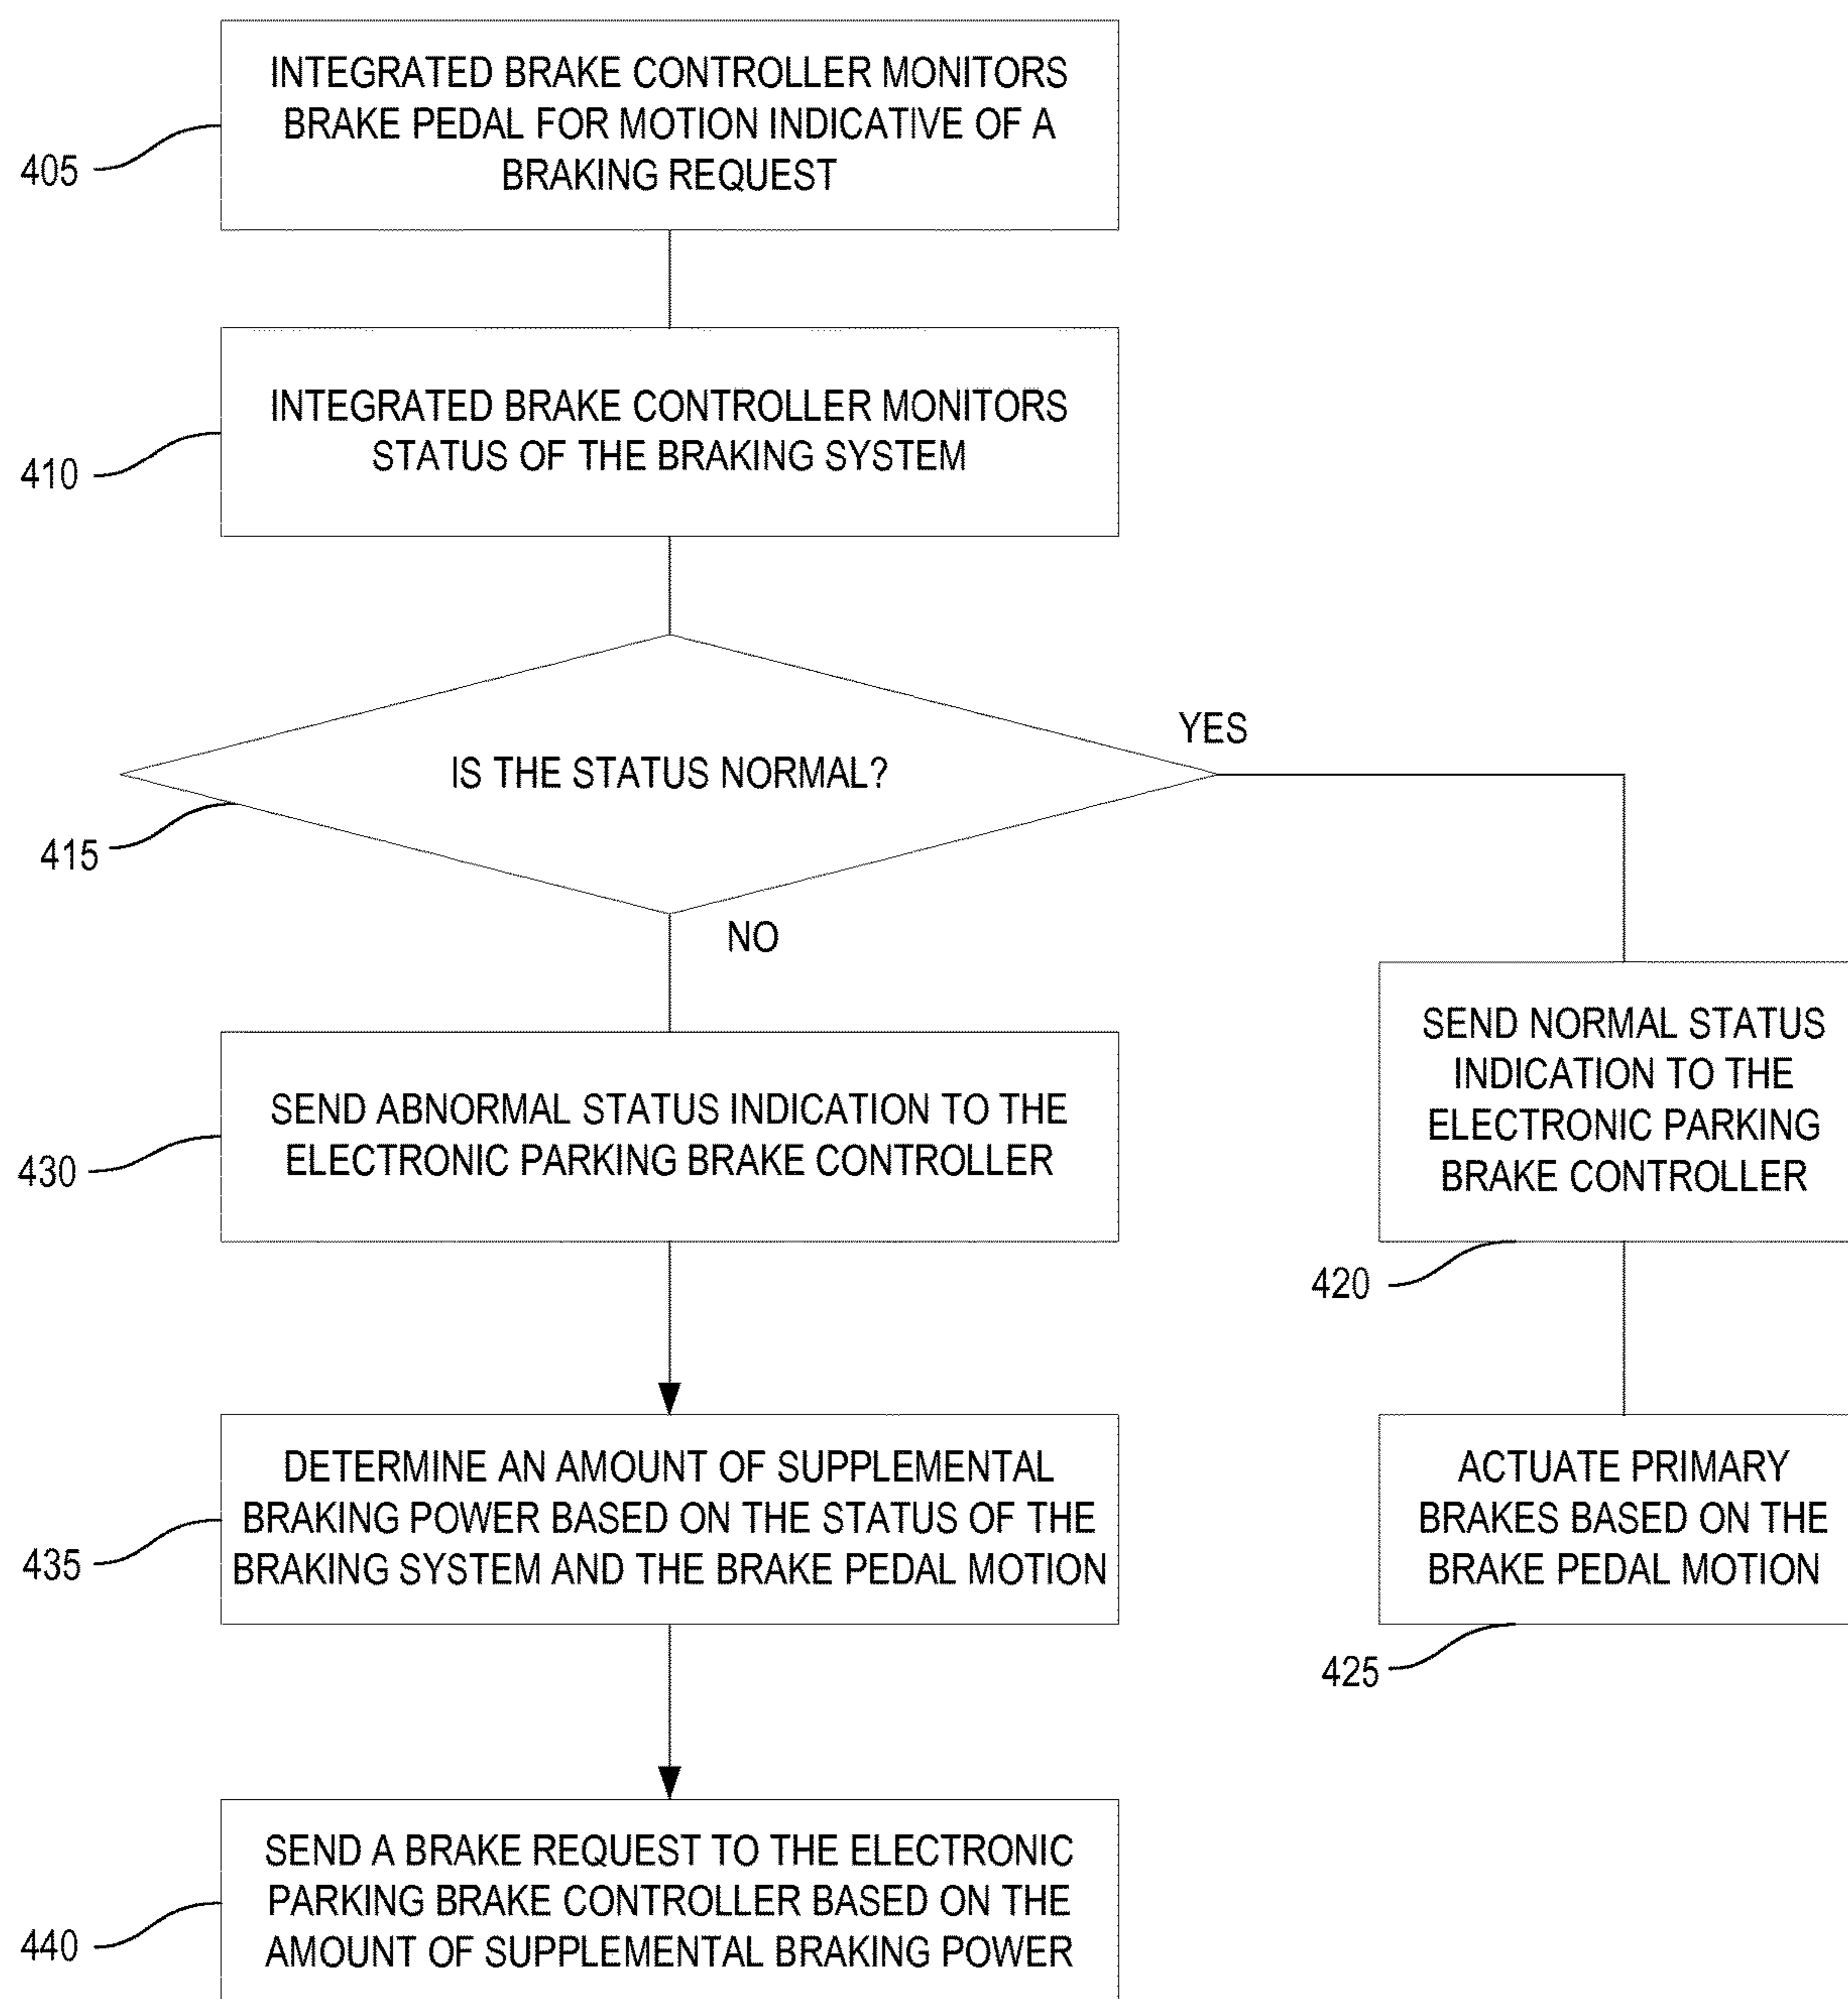 INTEGRATED BRAKE CONTROLLER MONITORS
BRAKE PEDAL FOR MOTION INDICATIVE OF A
BRAKING REQUEST
405
INTEGRATED BRAKE CONTROLLER MONITORS
STATUS OF THE BRAKING SYSTEM
410
IS THE STATUS NORMAL?
YES
415
NO
SEND ABNORMAL STATUS INDICATION TO THE
ELECTRONIC PARKING BRAKE CONTROLLER
430
SEND NORMAL STATUS
INDICATION TO THE
ELECTRONIC PARKING
BRAKE CONTROLLER
420
DETERMINE AN AMOUNT OF SUPPLEMENTAL
BRAKING POWER BASED ON THE STATUS OF THE
BRAKING SYSTEM AND THE BRAKE PEDAL MOTION
435
ACTUATE PRIMARY
BRAKES BASED ON THE
BRAKE PEDAL MOTION
425
SEND A BRAKE REQUEST TO THE ELECTRONIC
PARKING BRAKE CONTROLLER BASED ON THE
AMOUNT OF SUPPLEMENTAL BRAKING POWER
440